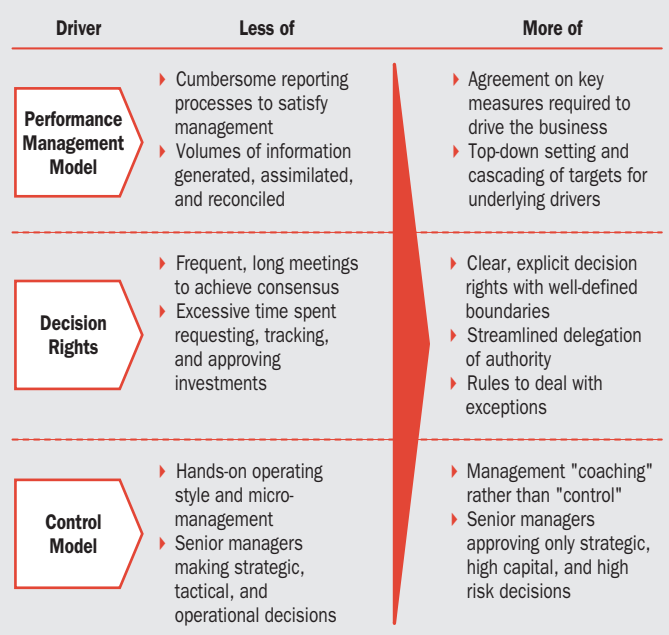 Driver
Less of
More of
Performance
Management
Model
Cumbersome reporting
processes to satisfy
management
Volumes of information
generated, assimilated,
and reconciled
Agreement on key
measures required to
drive the business
Top-down setting and
cascading of targets for
underlying drivers
Decision
Rights
Frequent, long meetings
to achieve consensus
Excessive time spent
requesting, tracking,
and approving
investments
Clear, explicit decision
rights with well-defined
boundaries
Streamlined delegation
of authority
Rules to deal with
exceptions
Control
Model
Hands-on operating
style and micro-
management
Senior managers
making strategic,
tactical, and
operational decisions
Management "coaching"
rather than "control"
Senior managers
approving only strategic,
high capital, and high
risk decisions